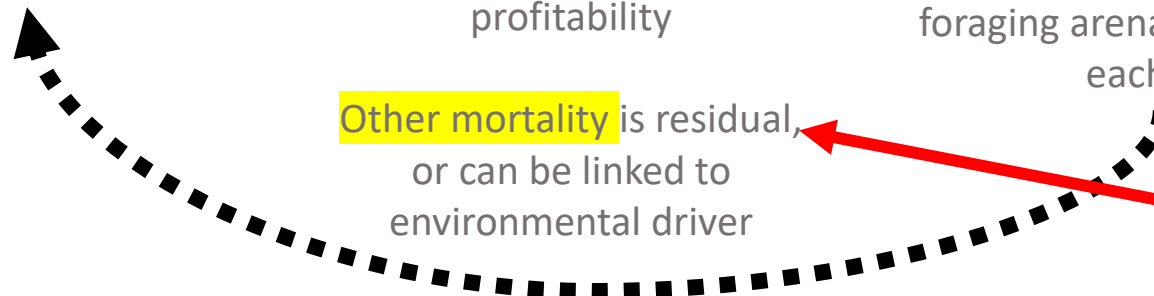 profitability
foraging arena
each
Other mortality is residual,
or can be linked to
environmental driver